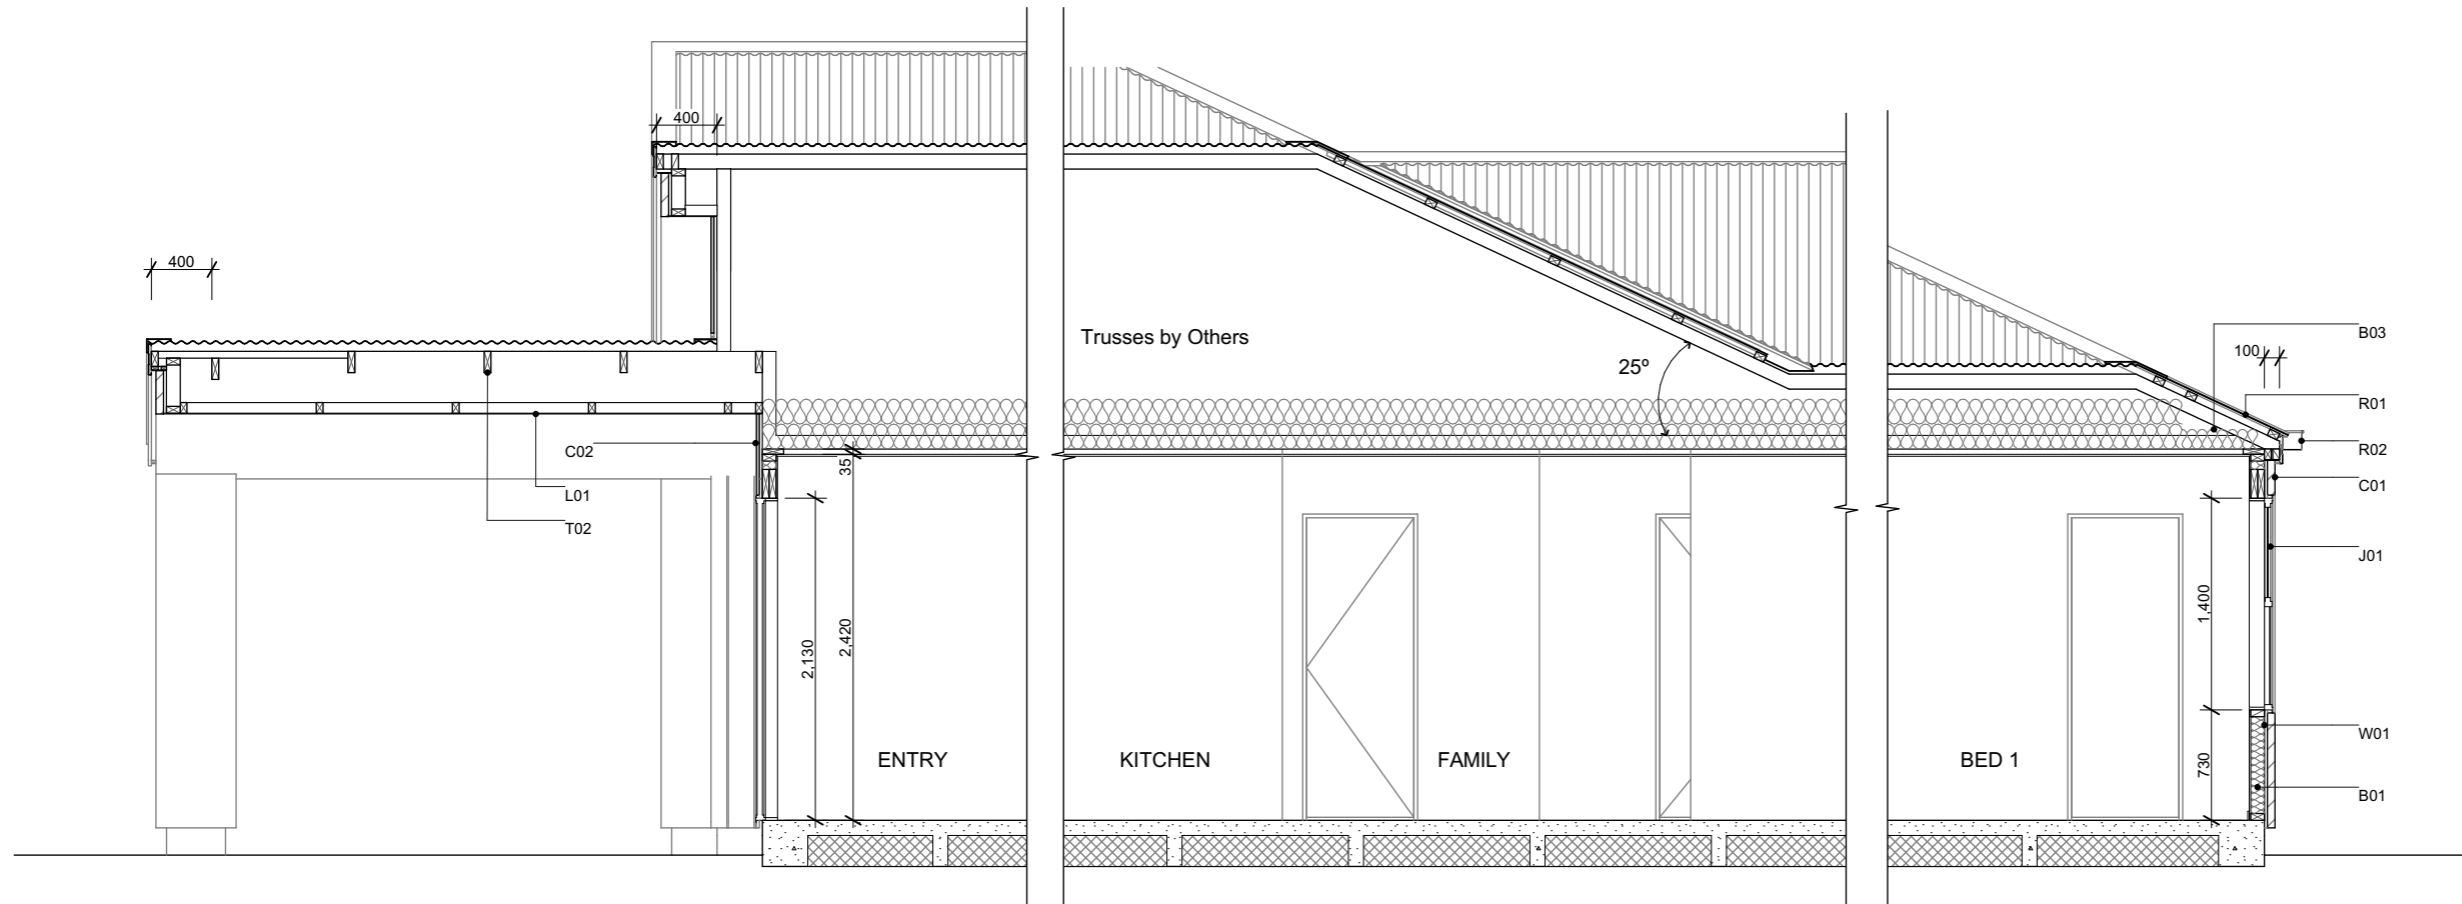 400
400
Trusses by Others
25º
B03
100
R01
R02
C02
35
C01
L01
T02
J01
2,130
2,420
1,400
ENTRY
KITCHEN
FAMILY
BED 1
730
W01
B01